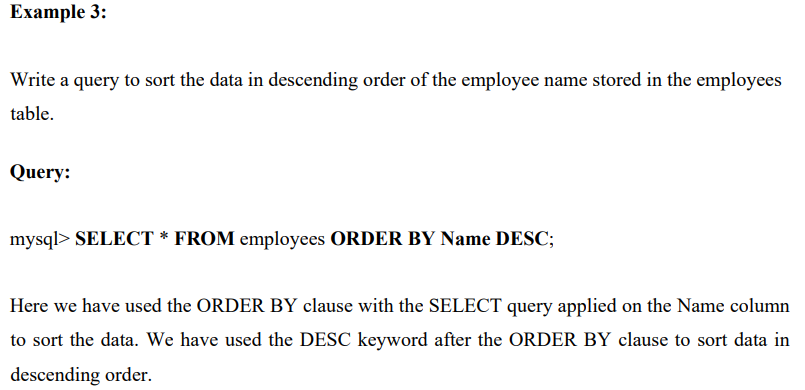 Example 3:
Write a query to sort the data in descending order of the employee name stored in the employees
table.
Query:
mysql> SELECT * FROM employees ORDER BY Name DESC;
Here we have used the ORDER BY clause with the SELECT query applied on the Name column
to sort the data. We have used the DESC keyword after the ORDER BY clause to sort data in
descending order.